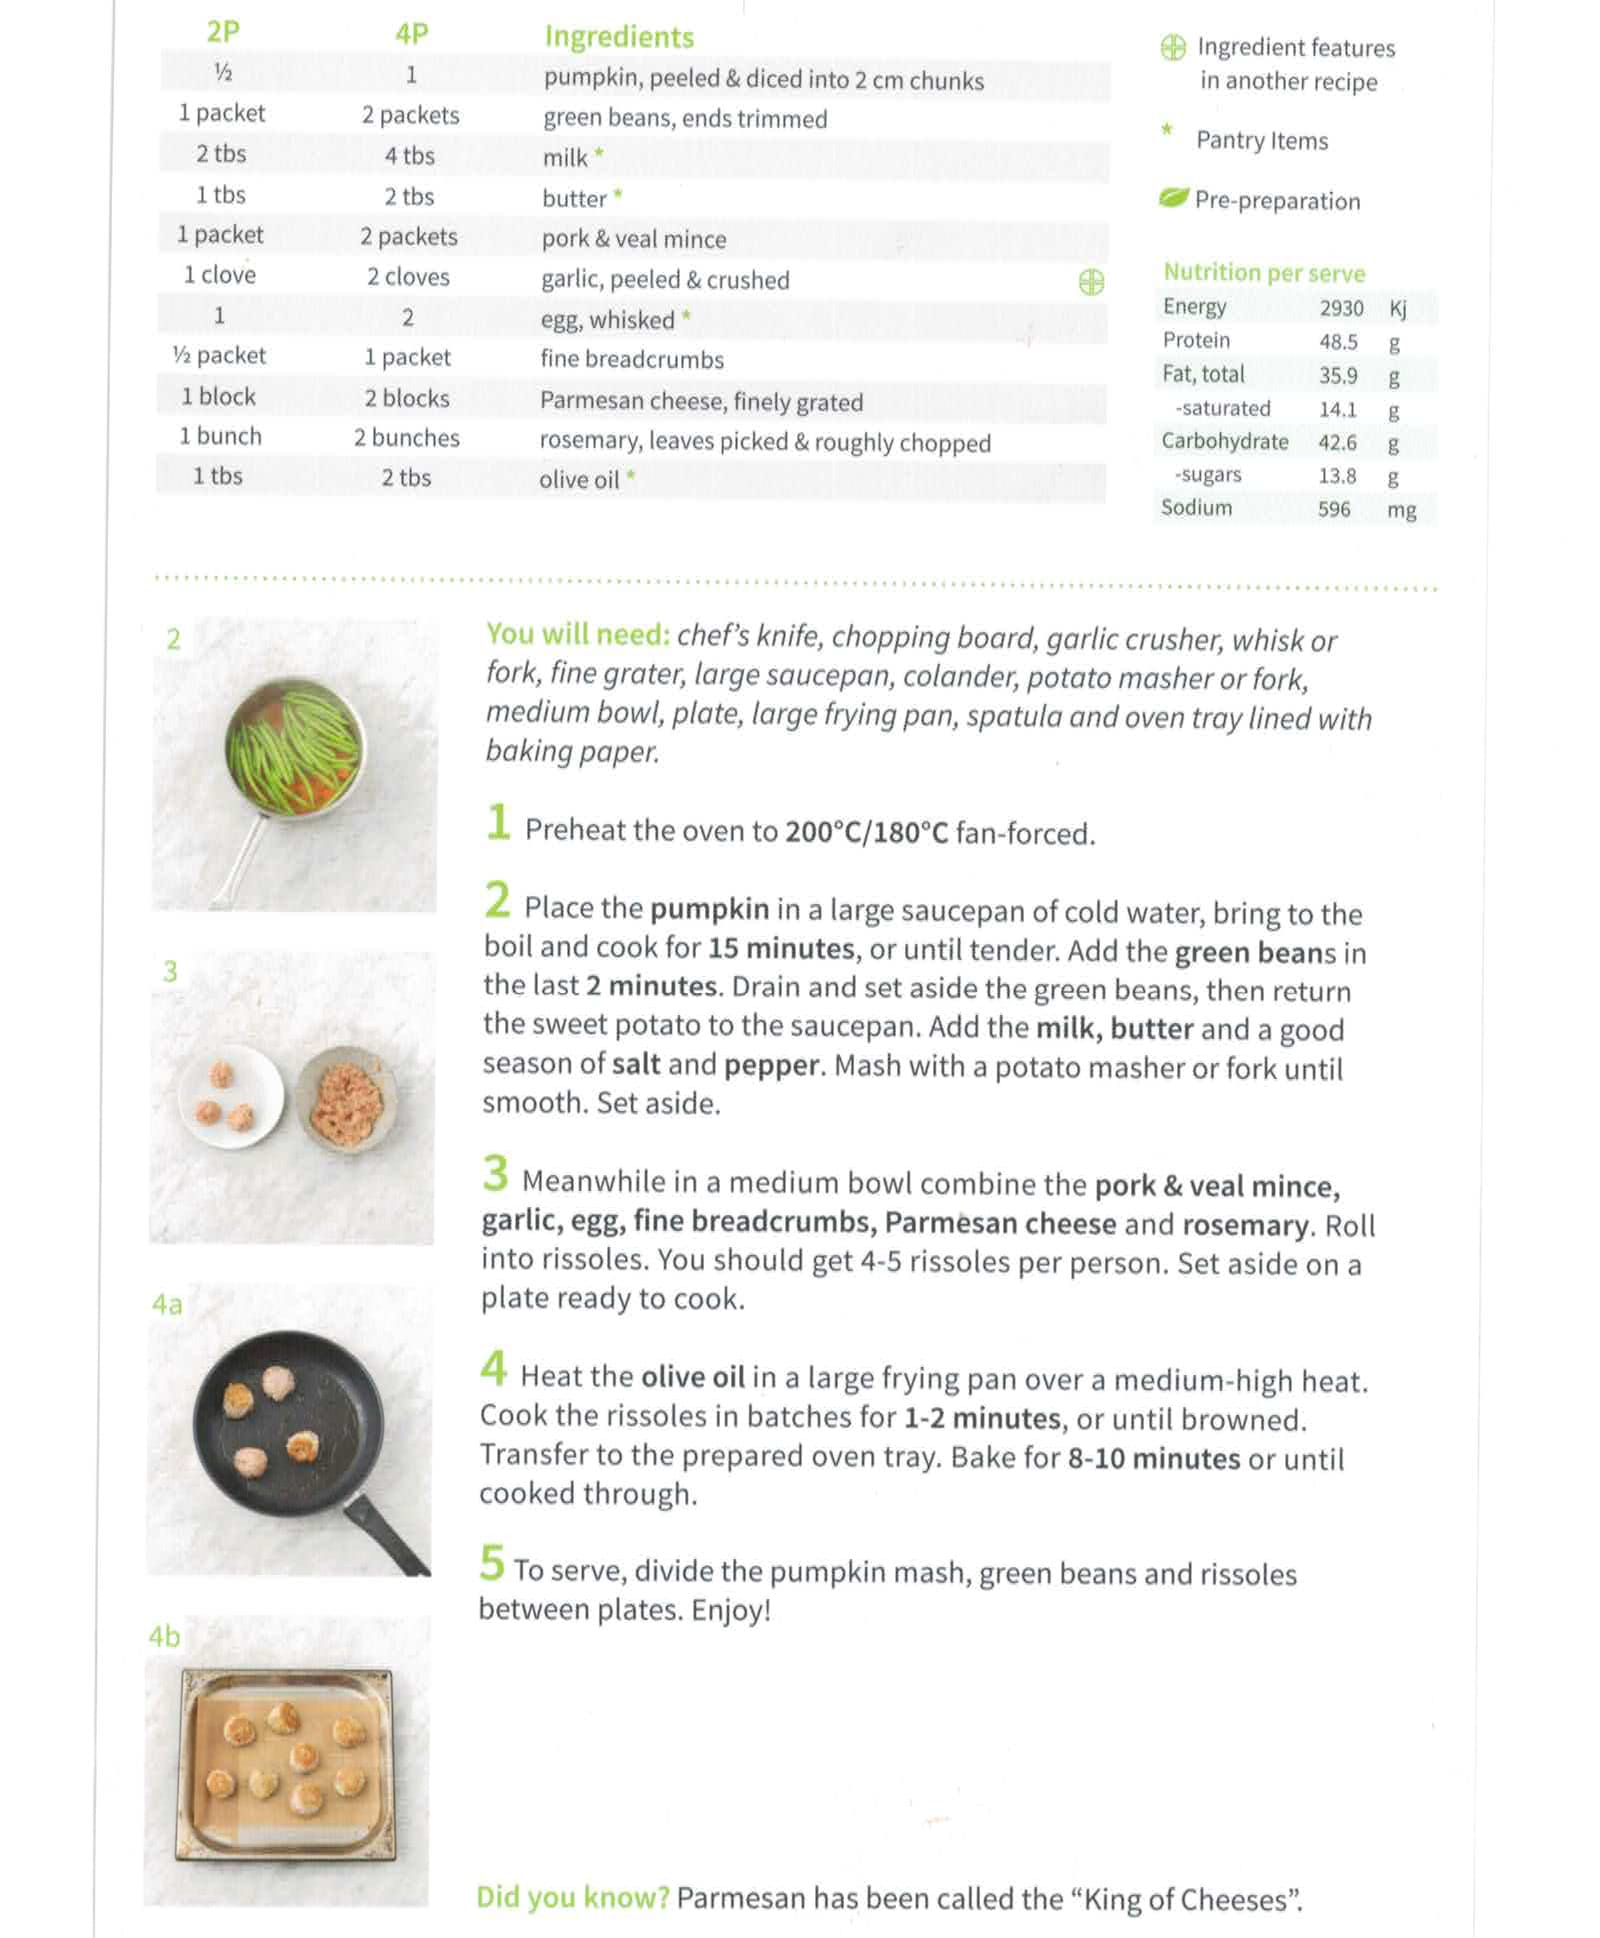 2P 4P Ingredients
½ 1 pumpkin, peeled & diced into 2 cm chunks
1 packet 2 packets green beans, ends trimmed
2 tbs 4 tbs milk *
1 tbs 2 tbs butter *
1 packet 2 packets pork & veal mince
1 clove 2 cloves garlic, peeled & crushed
1 2 egg, whisked *
½ packet 1 packet fine breadcrumbs
1 block 2 blocks Parmesan cheese, finely grated
1 bunch 2 bunches rosemary, leaves picked & roughly chopped
1 tbs 2 tbs olive oil *
Ingredient features
in another recipe
* Pantry Items
Pre-preparation
Nutrition per serve
Energy 2930 Kj
Protein 48.5 g
Fat, total 35.9 g
-saturated 14.1 g
Carbohydrate 42.6 g
-sugars 13.8 g
Sodium 596 mg
2
3
4a
4b
You will need: chef's knife, chopping board, garlic crusher, whisk or
fork, fine grater, large saucepan, colander, potato masher or fork,
medium bowl, plate, large frying pan, spatula and oven tray lined with
baking paper.
1 Preheat the oven to 200°C/180°C fan-forced.
2 Place the pumpkin in a large saucepan of cold water, bring to the
boil and cook for 15 minutes, or until tender. Add the green beans in
the last 2 minutes. Drain and set aside the green beans, then return
the sweet potato to the saucepan. Add the milk, butter and a good
season of salt and pepper. Mash with a potato masher or fork until
smooth. Set aside.
3 Meanwhile in a medium bowl combine the pork & veal mince,
garlic, egg, fine breadcrumbs, Parmesan cheese and rosemary. Roll
into rissoles. You should get 4-5 rissoles per person. Set aside on a
plate ready to cook.
4 Heat the olive oil in a large frying pan over a medium-high heat.
Cook the rissoles in batches for 1-2 minutes, or until browned.
Transfer to the prepared oven tray. Bake for 8-10 minutes or until
cooked through.
5 To serve, divide the pumpkin mash, green beans and rissoles
between plates. Enjoy!
Did you know? Parmesan has been called the “King of Cheeses”.